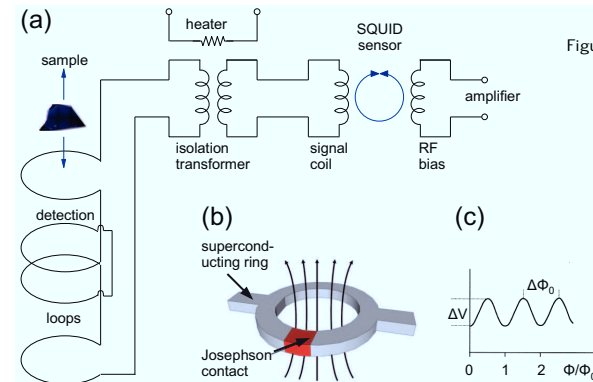 (a)
heater
SQUID
sensor
Figu
sample
amplifier
isolation
transformer
signal
coil
RF
bias
detection
loops
(b)
supercond-
ucting ring
Josephson
contact
(c)
ΔΦ0
ΔV
0 1 2 Φ/Φ0